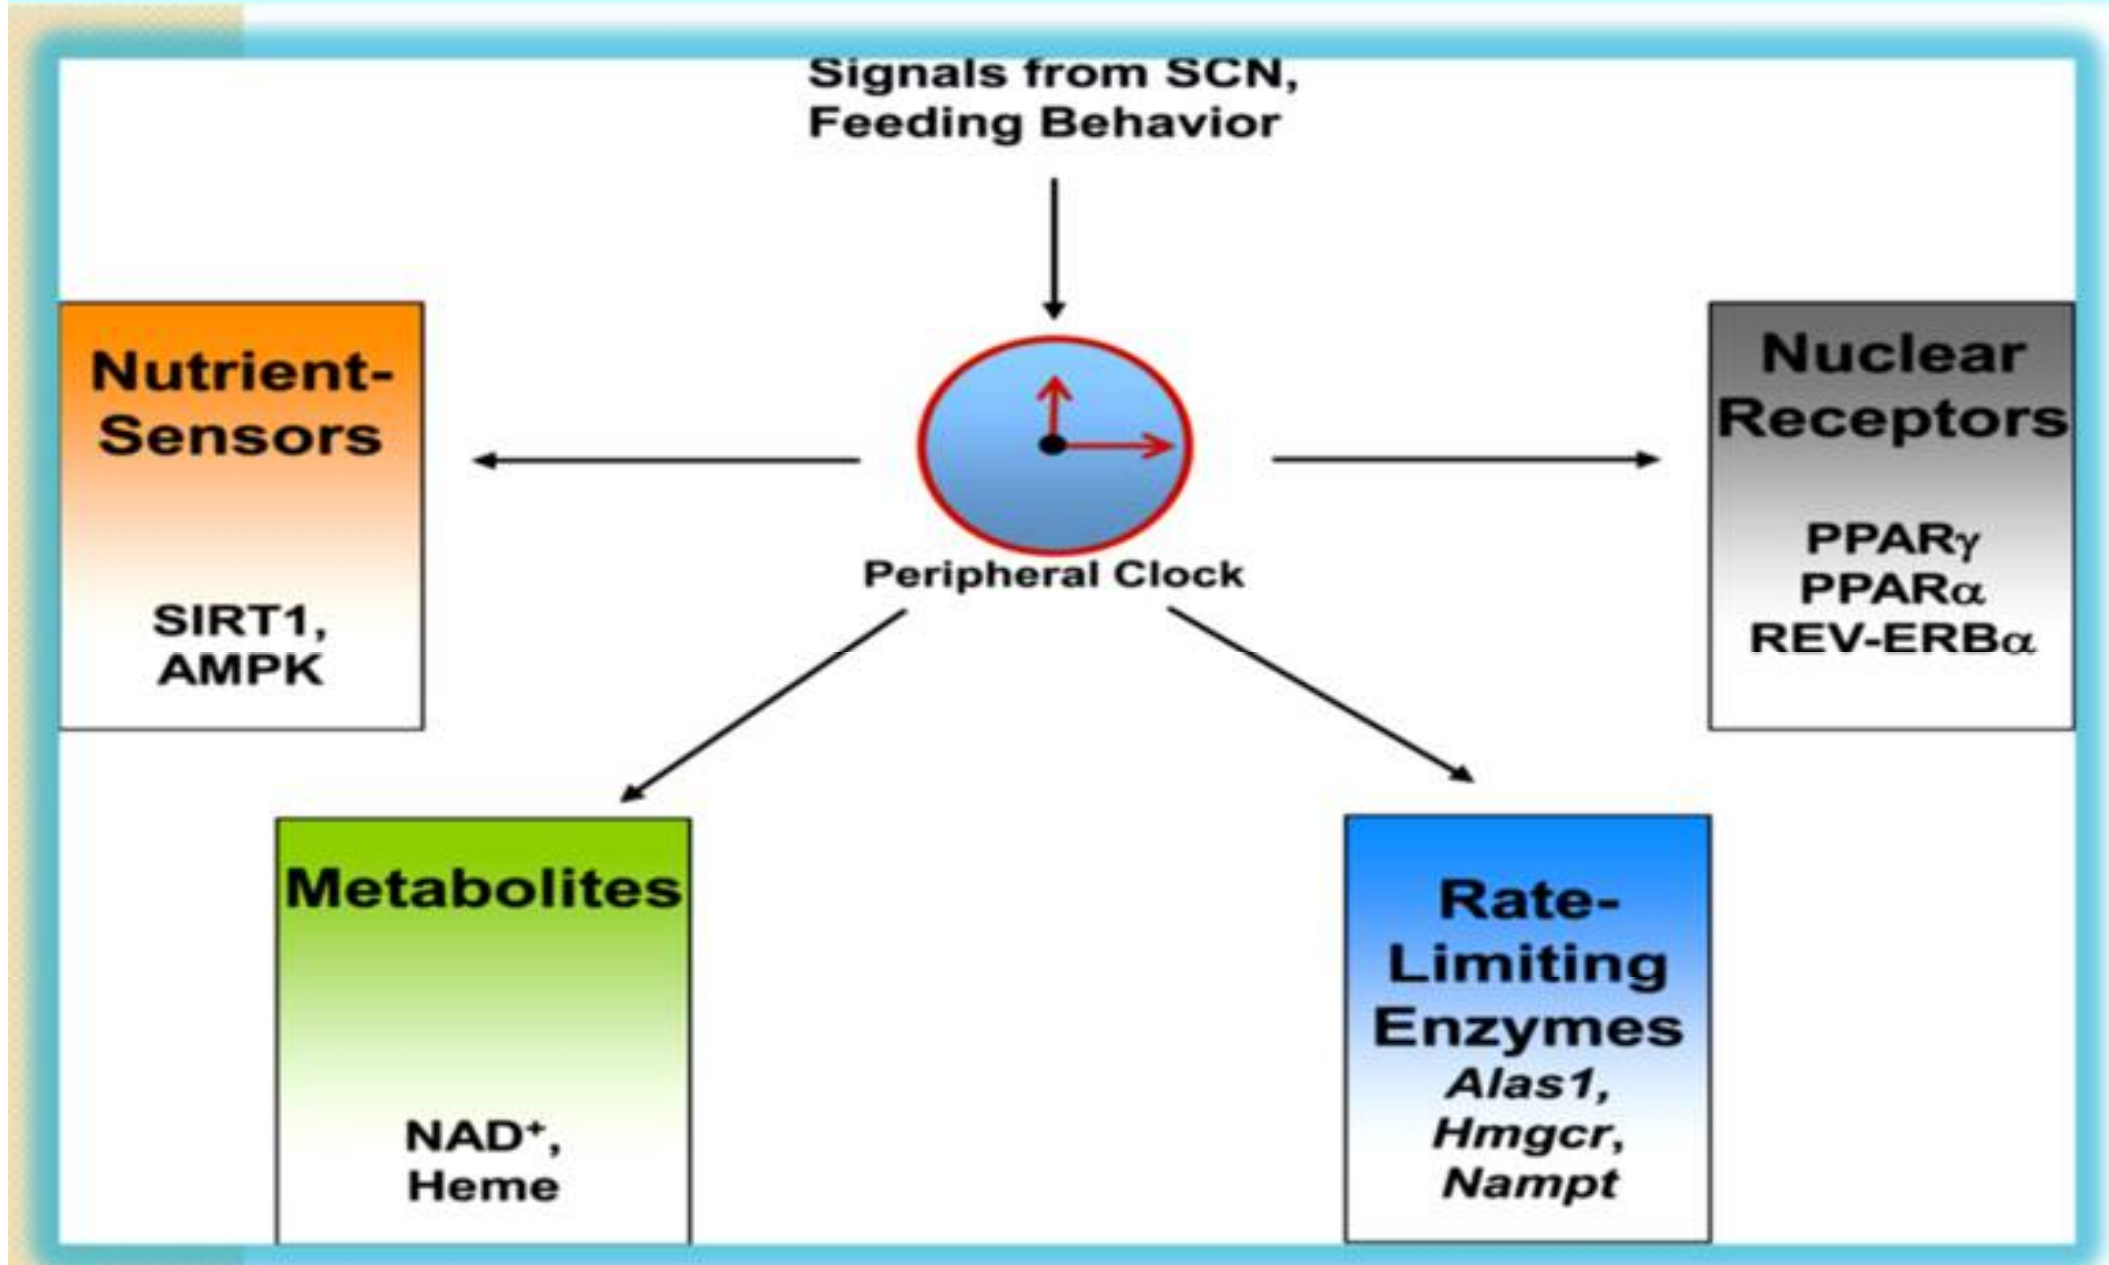 Signals from SCN,
Feeding Behavior
Nutrient-
Sensors
SIRT1,
AMPK
Peripheral Clock
Nuclear
Receptors
PPARγ
PPARα
REV-ERBα
Metabolites
NAD⁺,
Heme
Rate-
Limiting
Enzymes
Alas1,
Hmgcr,
Nampt